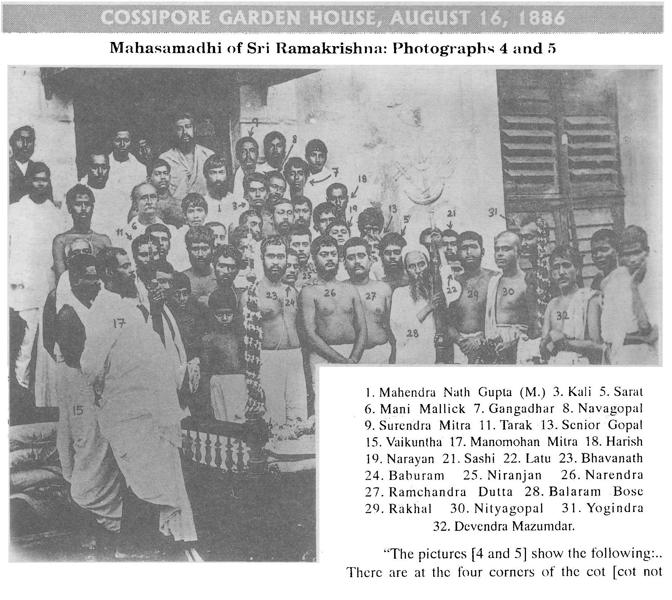 COSSIPORE GARDEN HOUSE, AUGUST 16, 1886
Mahasamadhi of Sri Ramakrishna: Photographs 4 and 5
9
8
7
18
1
3
19
13
11
6
5
21
31
17
25
22
23
24
26
27
29
30
28
32
15
1. Mahendra Nath Gupta (M.) 3. Kali 5. Sarat
6. Mani Mallick 7. Gangadhar 8. Navagopal
9. Surendra Mitra 11. Tarak 13. Senior Gopal
15. Vaikuntha 17. Manomohan Mitra 18. Harish
19. Narayan 21. Sashi 22. Latu 23. Bhavanath
24. Baburam 25. Niranjan 26. Narendra
27. Ramchandra Dutta 28. Balaram Bose
29. Rakhal 30. Nityagopal 31. Yogindra
32. Devendra Mazumdar.
“The pictures [4 and 5] show the following:..
There are at the four corners of the cot [cot not